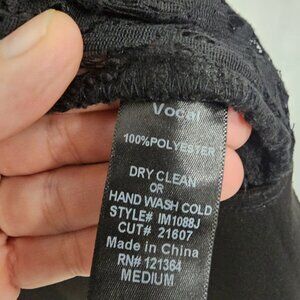 Vocal
100%POLYESTER
DRY CLEAN
OR
HAND WASH COLD
STYLE# IM1088J
CUT# 21607
Made in China
RN# 121364
MEDIUM